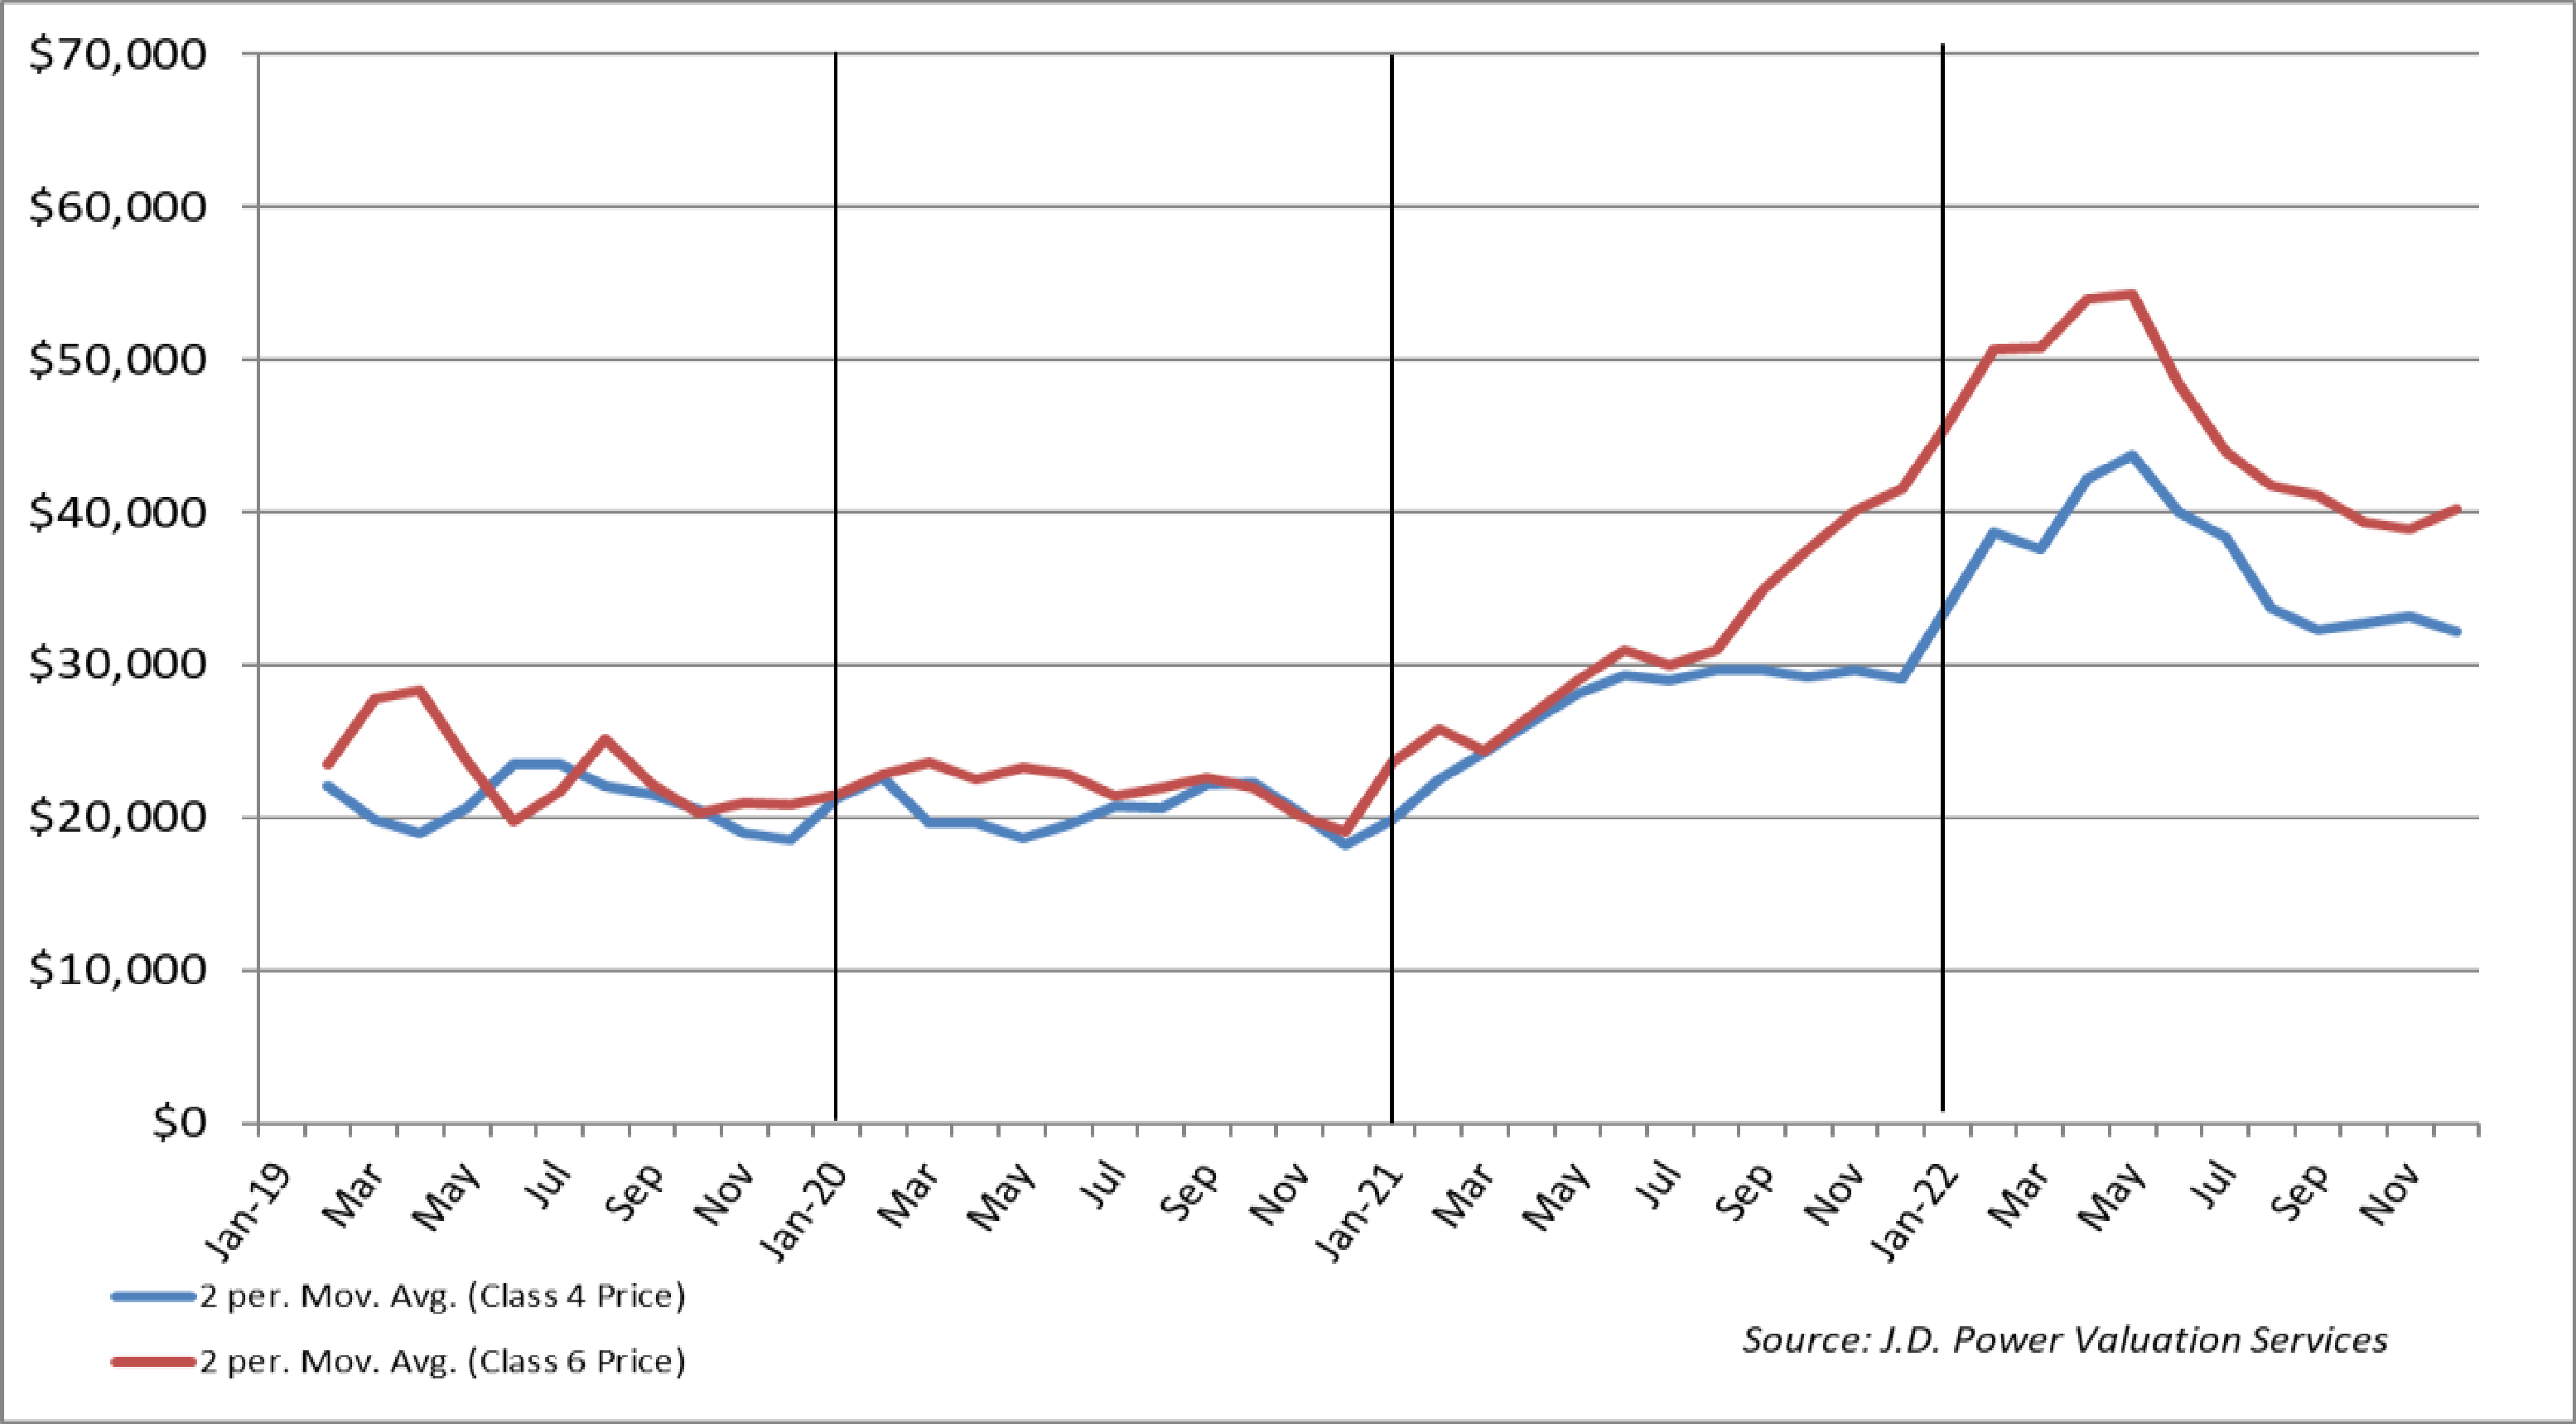 $70,000
$60,000
$50,000
$40,000
$30,000
$20,000
$10,000
$0
Jan-19 Mar May Jul Sep Nov Jan-20 Mar May Jul Sep Nov Jan-21 Mar May Jul Sep Nov Jan-22 Mar May Jul Sep Nov
2 per. Mov. Avg. (Class 4 Price)
Source: J.D. Power Valuation Services
2 per. Mov. Avg. (Class 6 Price)